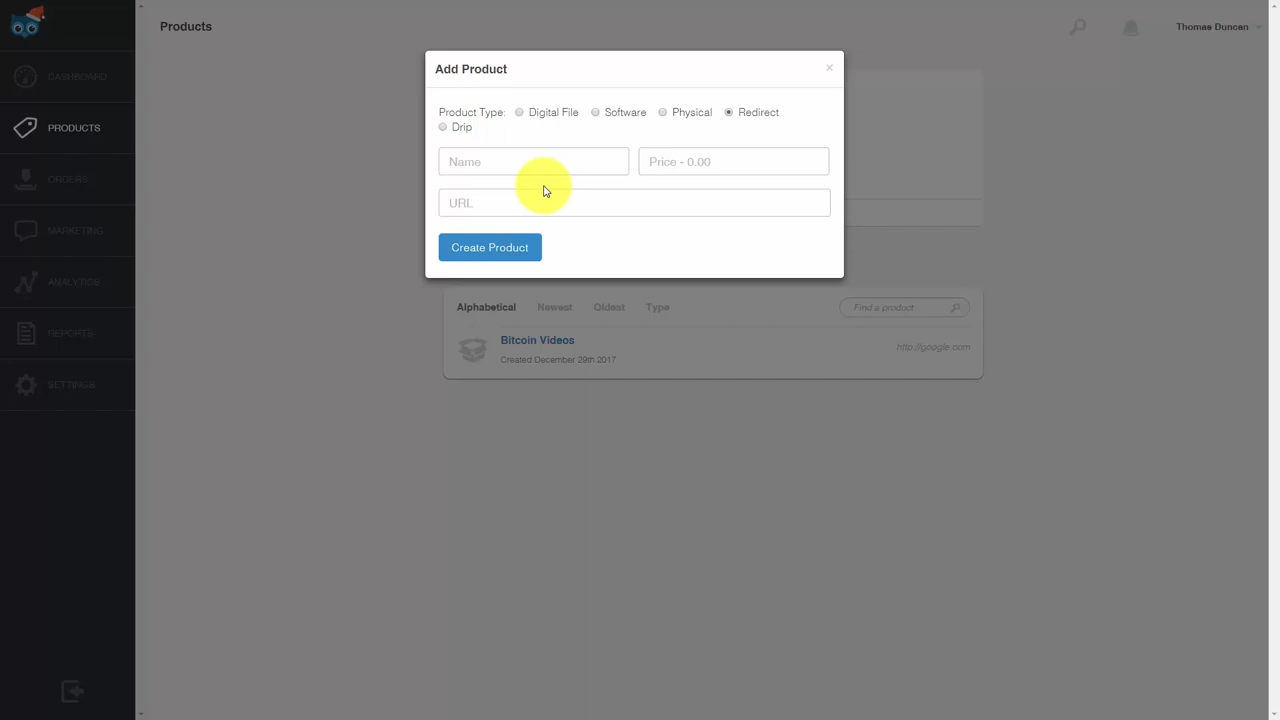 Products
Thomas Duncan
DASHBOARD
PRODUCTS
ORDERS
MARKETING
ANALYTICS
REPORTS
SETTINGS
Add Product
×
Product Type: Digital File Software Physical Redirect
Drip
Name
Price - 0.00
URL
Create Product
Alphabetical Newest Oldest Type
Find a product
Bitcoin Videos
http://google.com
Created December 29th 2017